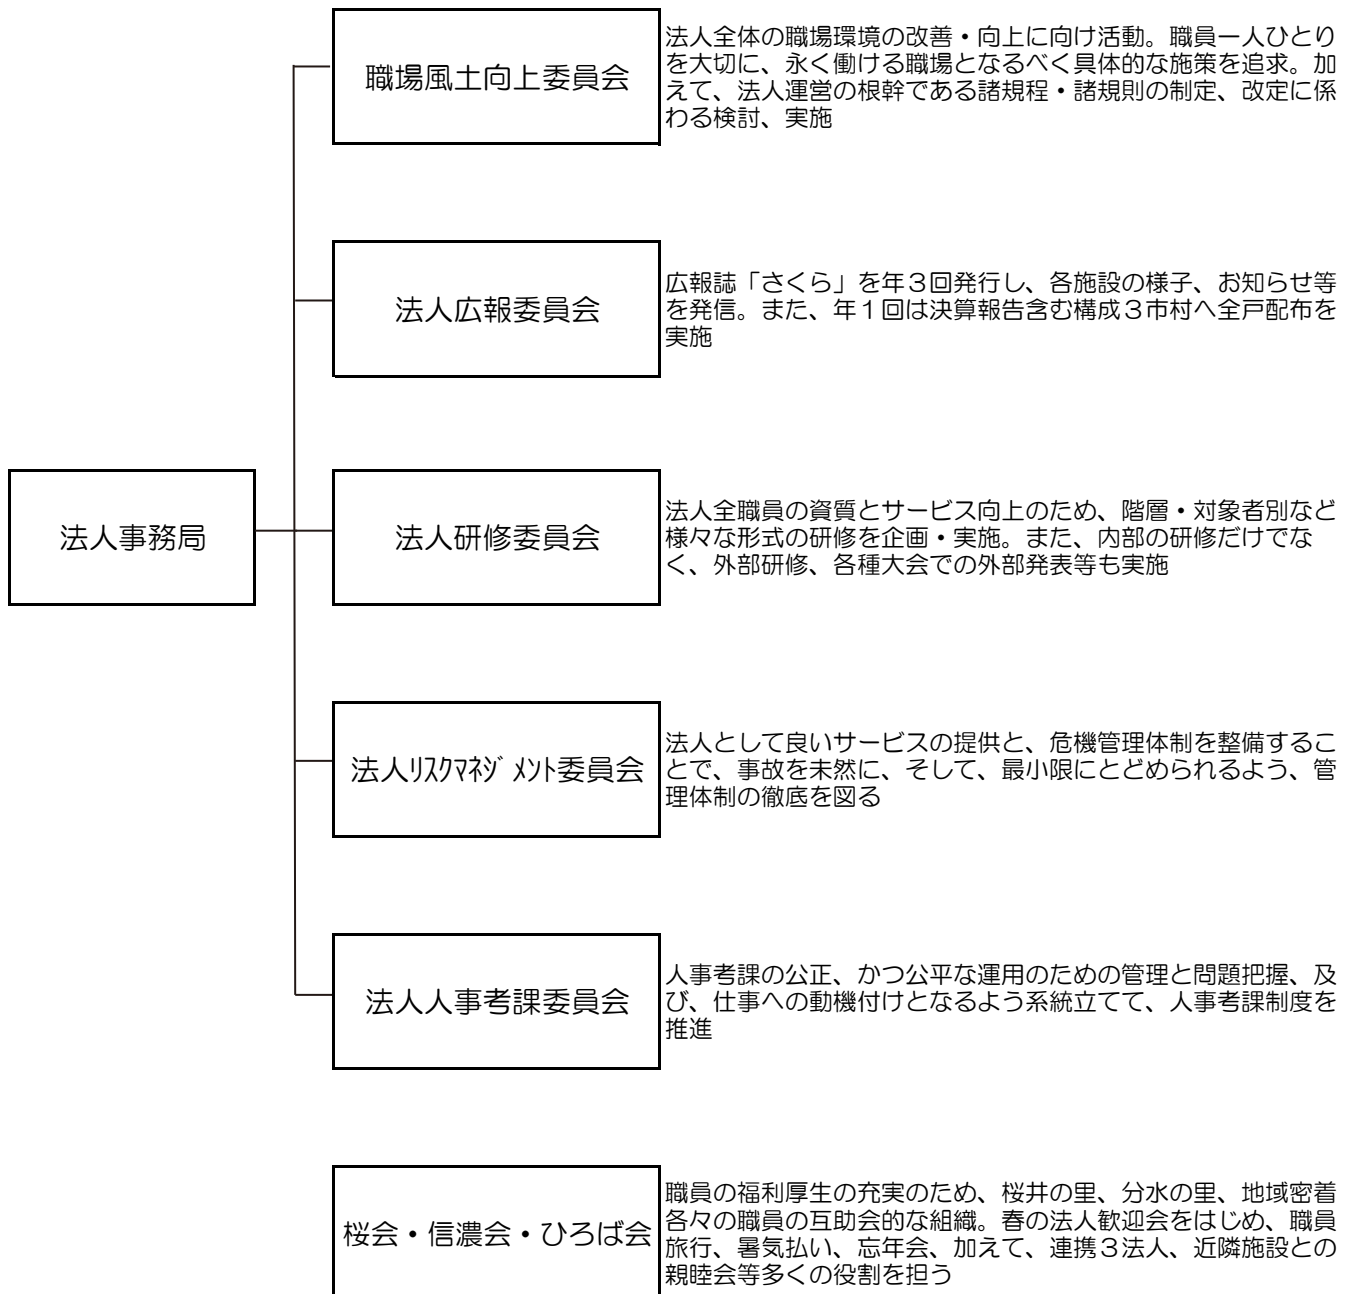 職場風土向上委員会
法人全体の職場環境の改善・向上に向け活動。職員一人ひとり
を大切に、永く働ける職場となるべく具体的な施策を追求。加
えて、法人運営の根幹である諸規程・諸規則の制定、改定に係
わる検討、実施
法人広報委員会
広報誌「さくら」を年３回発行し、各施設の様子、お知らせ等
を発信。また、年１回は決算報告含む構成３市村へ全戸配布を
実施
法人事務局
法人研修委員会
法人全職員の資質とサービス向上のため、階層・対象者別など
様々な形式の研修を企画・実施。また、内部の研修だけでな
く、外部研修、各種大会での外部発表等も実施
法人ﾘｽｸﾏﾈｼﾞﾒﾝﾄ委員会
法人として良いサービスの提供と、危機管理体制を整備するこ
とで、事故を未然に、そして、最小限にとどめられるよう、管
理体制の徹底を図る
法人人事考課委員会
人事考課の公正、かつ公平な運用のための管理と問題把握、及
び、仕事への動機付けとなるよう系統立てて、人事考課制度を
推進
桜会・信濃会・ひろば会
職員の福利厚生の充実のため、桜井の里、分水の里、地域密着
各々の職員の互助会的な組織。春の法人歓迎会をはじめ、職員
旅行、暑気払い、忘年会、加えて、連携３法人、近隣施設との
親睦会等多くの役割を担う